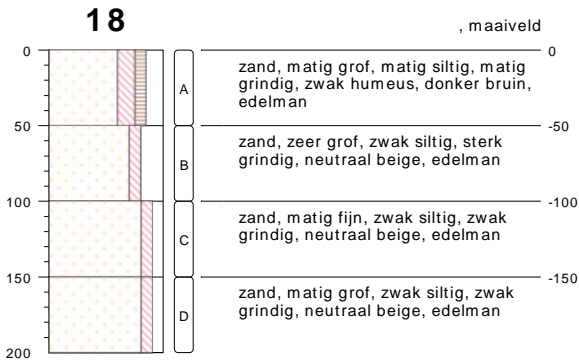 18
, maaiveld
0
0
A
zand, matig grof, matig siltig, matig
grindig, zwak humeus, donker bruin,
edelman
50
-50
B
zand, zeer grof, zwak siltig, sterk
grindig, neutraal beige, edelman
100
-100
C
zand, matig fijn, zwak siltig, zwak
grindig, neutraal beige, edelman
150
-150
D
zand, matig grof, zwak siltig, zwak
grindig, neutraal beige, edelman
200